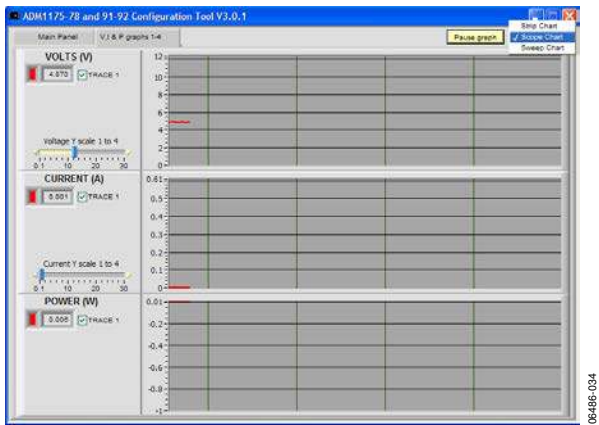 ADM1175-78 and 91-92 Configuration Tool V3.0.1
Main Panel V,I & P graphs 1-4 Pause graph
Strip Chart
Scope Chart
Sweep Chart
VOLTS (V)
4.870 TRACE 1
Voltage Y scale 1 to 4
0.1 10 20 30
12
10
8
6
4
2
0
CURRENT (A)
0.001 TRACE 1
Current Y scale 1 to 4
0.1 10 20 30
0.61
0.5
0.4
0.3
0.2
0.1
0
POWER (W)
TRACE 1
0.01
-0.2
-0.4
-0.6
-0.8
-1
06486-034